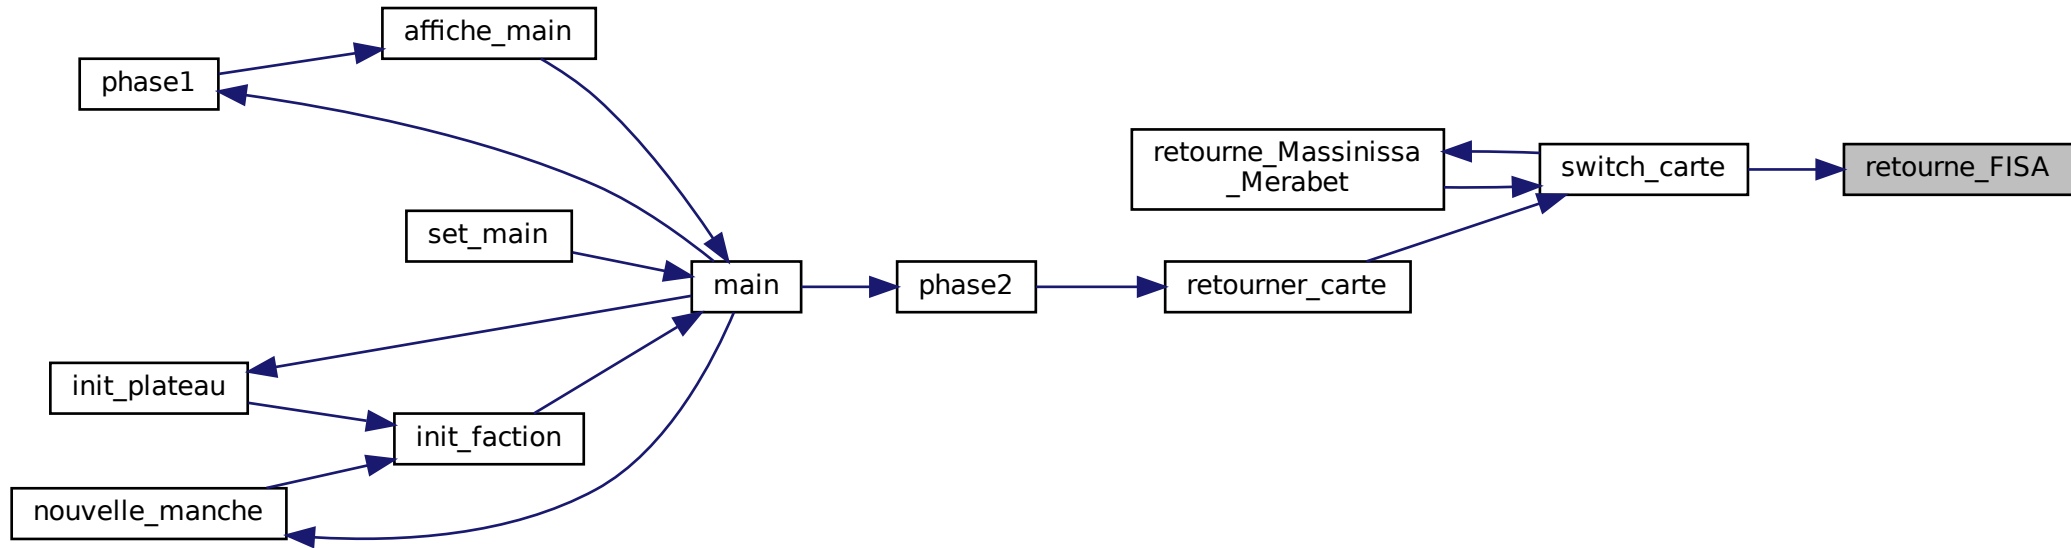 affiche_main
phase1
retourne_Massinissa
_Merabet
switch_carte
retourne_FISA
set_main
main
phase2
retourner_carte
init_plateau
init_faction
nouvelle_manche